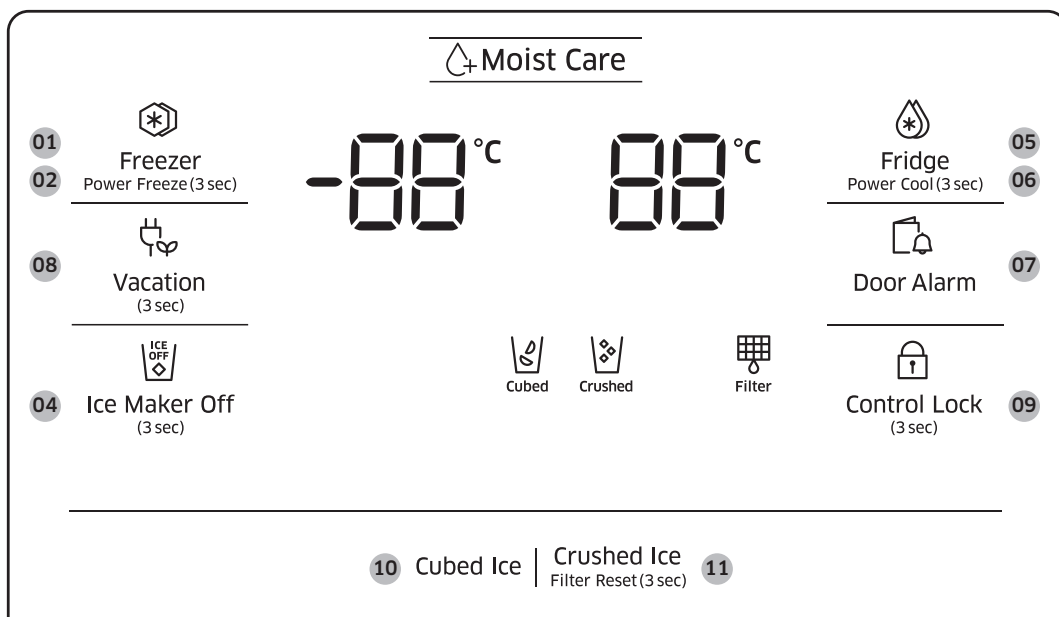 Moist Care
01
Freezer
02
Power Freeze (3 sec)
-88 °C
88 °C
05
Fridge
06
Power Cool (3 sec)
08
Vacation
(3 sec)
07
Door Alarm
ICE
OFF
04
Ice Maker Off
(3 sec)
Cubed
Crushed
Filter
Control Lock
09
(3 sec)
10 Cubed Ice
Crushed Ice
Filter Reset (3 sec)
11